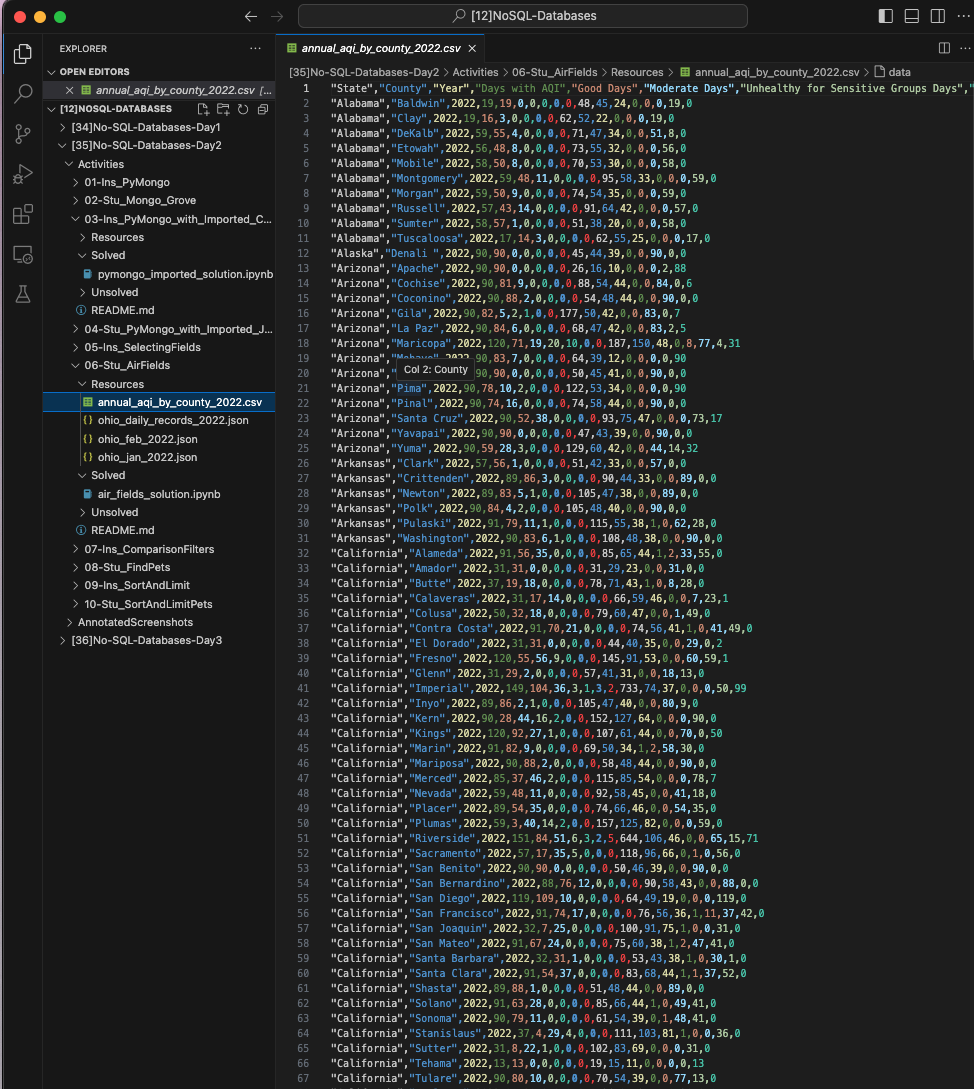 [12]NoSQL-Databases
EXPLORER
OPEN EDITORS
annual_aqi_by_county_2022.csv [...
[12]NOSQL-DATABASES
[34]No-SQL-Databases-Day1
[35]No-SQL-Databases-Day2
Activities
01-Ins_PyMongo
02-Stu_Mongo_Grove
03-Ins_PyMongo_with_Imported_C...
Resources
Solved
pymongo_imported_solution.ipynb
Unsolved
README.md
04-Stu_PyMongo_with_Imported_J...
05-Ins_SelectingFields
06-Stu_AirFields
Resources
annual_aqi_by_county_2022.csv
ohio_daily_records_2022.json
ohio_feb_2022.json
ohio_jan_2022.json
Solved
air_fields_solution.ipynb
Unsolved
README.md
07-Ins_ComparisonFilters
08-Stu_FindPets
09-Ins_SortAndLimit
10-Stu_SortAndLimitPets
AnnotatedScreenshots
[36]No-SQL-Databases-Day3
annual_aqi_by_county_2022.csv
[35]No-SQL-Databases-Day2 > Activities > 06-Stu_AirFields > Resources > annual_aqi_by_county_2022.csv > data
1 "State","County","Year","Days with AQI","Good Days","Moderate Days","Unhealthy for Sensitive Groups Days","
2 "Alabama","Baldwin",2022,19,19,0,0,0,0,48,45,24,0,0,0,19,0
3 "Alabama","Clay",2022,19,16,3,0,0,0,0,62,52,22,0,0,0,19,0
4 "Alabama","DeKalb",2022,59,55,4,0,0,0,0,71,47,34,0,0,51,8,0
5 "Alabama","Etowah",2022,56,48,8,0,0,0,0,73,55,32,0,0,0,56,0
6 "Alabama","Mobile",2022,58,50,8,0,0,0,0,70,53,30,0,0,0,58,0
7 "Alabama","Montgomery",2022,59,48,11,0,0,0,0,95,58,33,0,0,0,59,0
8 "Alabama","Morgan",2022,59,50,9,0,0,0,0,74,54,35,0,0,0,59,0
9 "Alabama","Russell",2022,57,43,14,0,0,0,0,91,64,42,0,0,0,57,0
10 "Alabama","Sumter",2022,58,57,1,0,0,0,0,51,38,20,0,0,0,58,0
11 "Alabama","Tuscaloosa",2022,17,14,3,0,0,0,0,62,55,25,0,0,0,17,0
12 "Alaska","Denali ",2022,90,90,0,0,0,0,0,45,44,39,0,0,90,0,0
13 "Arizona","Apache",2022,90,90,0,0,0,0,0,26,16,10,0,0,0,2,88
14 "Arizona","Cochise",2022,90,81,9,0,0,0,0,88,54,44,0,0,84,0,6
15 "Arizona","Coconino",2022,90,88,2,0,0,0,0,54,48,44,0,0,90,0,0
16 "Arizona","Gila",2022,90,82,5,2,1,0,0,177,50,42,0,0,83,0,7
17 "Arizona","La Paz",2022,90,84,6,0,0,0,0,68,47,42,0,0,83,2,5
18 "Arizona","Maricopa",2022,120,71,19,20,10,0,0,187,150,48,0,8,77,4,31
19 "Arizona", 90,83,7,0,0,0,0,64,39,12,0,0,0,0,90
20 "Arizona", 90,90,0,0,0,0,0,50,45,41,0,0,90,0,0
Col 2: County
21 "Arizona","Pima",2022,90,78,10,2,0,0,0,122,53,34,0,0,0,0,90
22 "Arizona","Pinal",2022,90,74,16,0,0,0,0,74,58,44,0,0,90,0,0
23 "Arizona","Santa Cruz",2022,90,52,38,0,0,0,0,93,75,47,0,0,0,73,17
24 "Arizona","Yavapai",2022,90,90,0,0,0,0,0,47,43,39,0,0,90,0,0
25 "Arizona","Yuma",2022,90,59,28,3,0,0,0,129,60,42,0,0,44,14,32
26 "Arkansas","Clark",2022,57,56,1,0,0,0,0,51,42,33,0,0,57,0,0
27 "Arkansas","Crittenden",2022,89,86,3,0,0,0,0,90,44,33,0,0,89,0,0
28 "Arkansas","Newton",2022,89,83,5,1,0,0,0,105,47,38,0,0,89,0,0
29 "Arkansas","Polk",2022,90,84,4,2,0,0,0,105,48,40,0,0,90,0,0
30 "Arkansas","Pulaski",2022,91,79,11,1,0,0,0,115,55,38,1,0,62,28,0
31 "Arkansas","Washington",2022,90,83,6,1,0,0,0,108,48,38,0,0,90,0,0
32 "California","Alameda",2022,91,56,35,0,0,0,0,85,65,44,1,2,33,55,0
33 "California","Amador",2022,31,31,0,0,0,0,0,31,29,23,0,0,31,0,0
34 "California","Butte",2022,37,19,18,0,0,0,0,78,71,43,1,0,8,28,0
35 "California","Calaveras",2022,31,17,14,0,0,0,0,66,59,46,0,0,7,23,1
36 "California","Colusa",2022,50,32,18,0,0,0,0,79,60,47,0,0,1,49,0
37 "California","Contra Costa",2022,91,70,21,0,0,0,0,74,56,41,1,0,41,49,0
38 "California","El Dorado",2022,31,31,0,0,0,0,0,44,40,35,0,0,29,0,2
39 "California","Fresno",2022,120,55,56,9,0,0,0,145,91,53,0,0,60,59,1
40 "California","Glenn",2022,31,29,2,0,0,0,0,57,41,31,0,0,18,13,0
41 "California","Imperial",2022,149,104,36,3,1,3,2,733,74,37,0,0,0,50,99
42 "California","Inyo",2022,89,86,2,1,0,0,0,105,47,40,0,0,80,9,0
43 "California","Kern",2022,90,28,44,16,2,0,0,152,127,64,0,0,0,90,0
44 "California","Kings",2022,120,92,27,1,0,0,0,107,61,44,0,0,70,0,50
45 "California","Marin",2022,91,82,9,0,0,0,0,69,50,34,1,2,58,30,0
46 "California","Mariposa",2022,90,88,2,0,0,0,0,58,48,44,0,0,90,0,0
47 "California","Merced",2022,85,37,46,2,0,0,0,115,85,54,0,0,0,78,7
48 "California","Nevada",2022,59,48,11,0,0,0,0,92,58,45,0,0,41,18,0
49 "California","Placer",2022,89,54,35,0,0,0,0,74,66,46,0,0,54,35,0
50 "California","Plumas",2022,59,3,40,14,2,0,0,157,125,82,0,0,0,59,0
51 "California","Riverside",2022,151,84,51,6,3,2,5,644,106,46,0,0,65,15,71
52 "California","Sacramento",2022,57,17,35,5,0,0,0,118,96,66,0,1,0,56,0
53 "California","San Benito",2022,90,90,0,0,0,0,0,50,46,39,0,0,90,0,0
54 "California","San Bernardino",2022,88,76,12,0,0,0,0,90,58,43,0,0,88,0,0
55 "California","San Diego",2022,119,109,10,0,0,0,0,64,49,19,0,0,0,119,0
56 "California","San Francisco",2022,91,74,17,0,0,0,0,76,56,36,1,11,37,42,0
57 "California","San Joaquin",2022,32,7,25,0,0,0,0,100,91,75,1,0,0,31,0
58 "California","San Mateo",2022,91,67,24,0,0,0,0,75,60,38,1,2,47,41,0
59 "California","Santa Barbara",2022,32,31,1,0,0,0,0,53,43,38,1,0,30,1,0
60 "California","Santa Clara",2022,91,54,37,0,0,0,0,83,68,44,1,1,37,52,0
61 "California","Shasta",2022,89,88,1,0,0,0,0,51,48,44,0,0,89,0,0
62 "California","Solano",2022,91,63,28,0,0,0,0,85,66,44,1,0,49,41,0
63 "California","Sonoma",2022,90,79,11,0,0,0,0,61,54,39,0,1,48,41,0
64 "California","Stanislaus",2022,37,4,29,4,0,0,0,111,103,81,1,0,0,36,0
65 "California","Sutter",2022,31,8,22,1,0,0,0,102,83,69,0,0,0,31,0
66 "California","Tehama",2022,13,13,0,0,0,0,0,19,15,11,0,0,0,0,13
67 "California","Tulare",2022,90,80,10,0,0,0,0,70,54,39,0,0,77,13,0